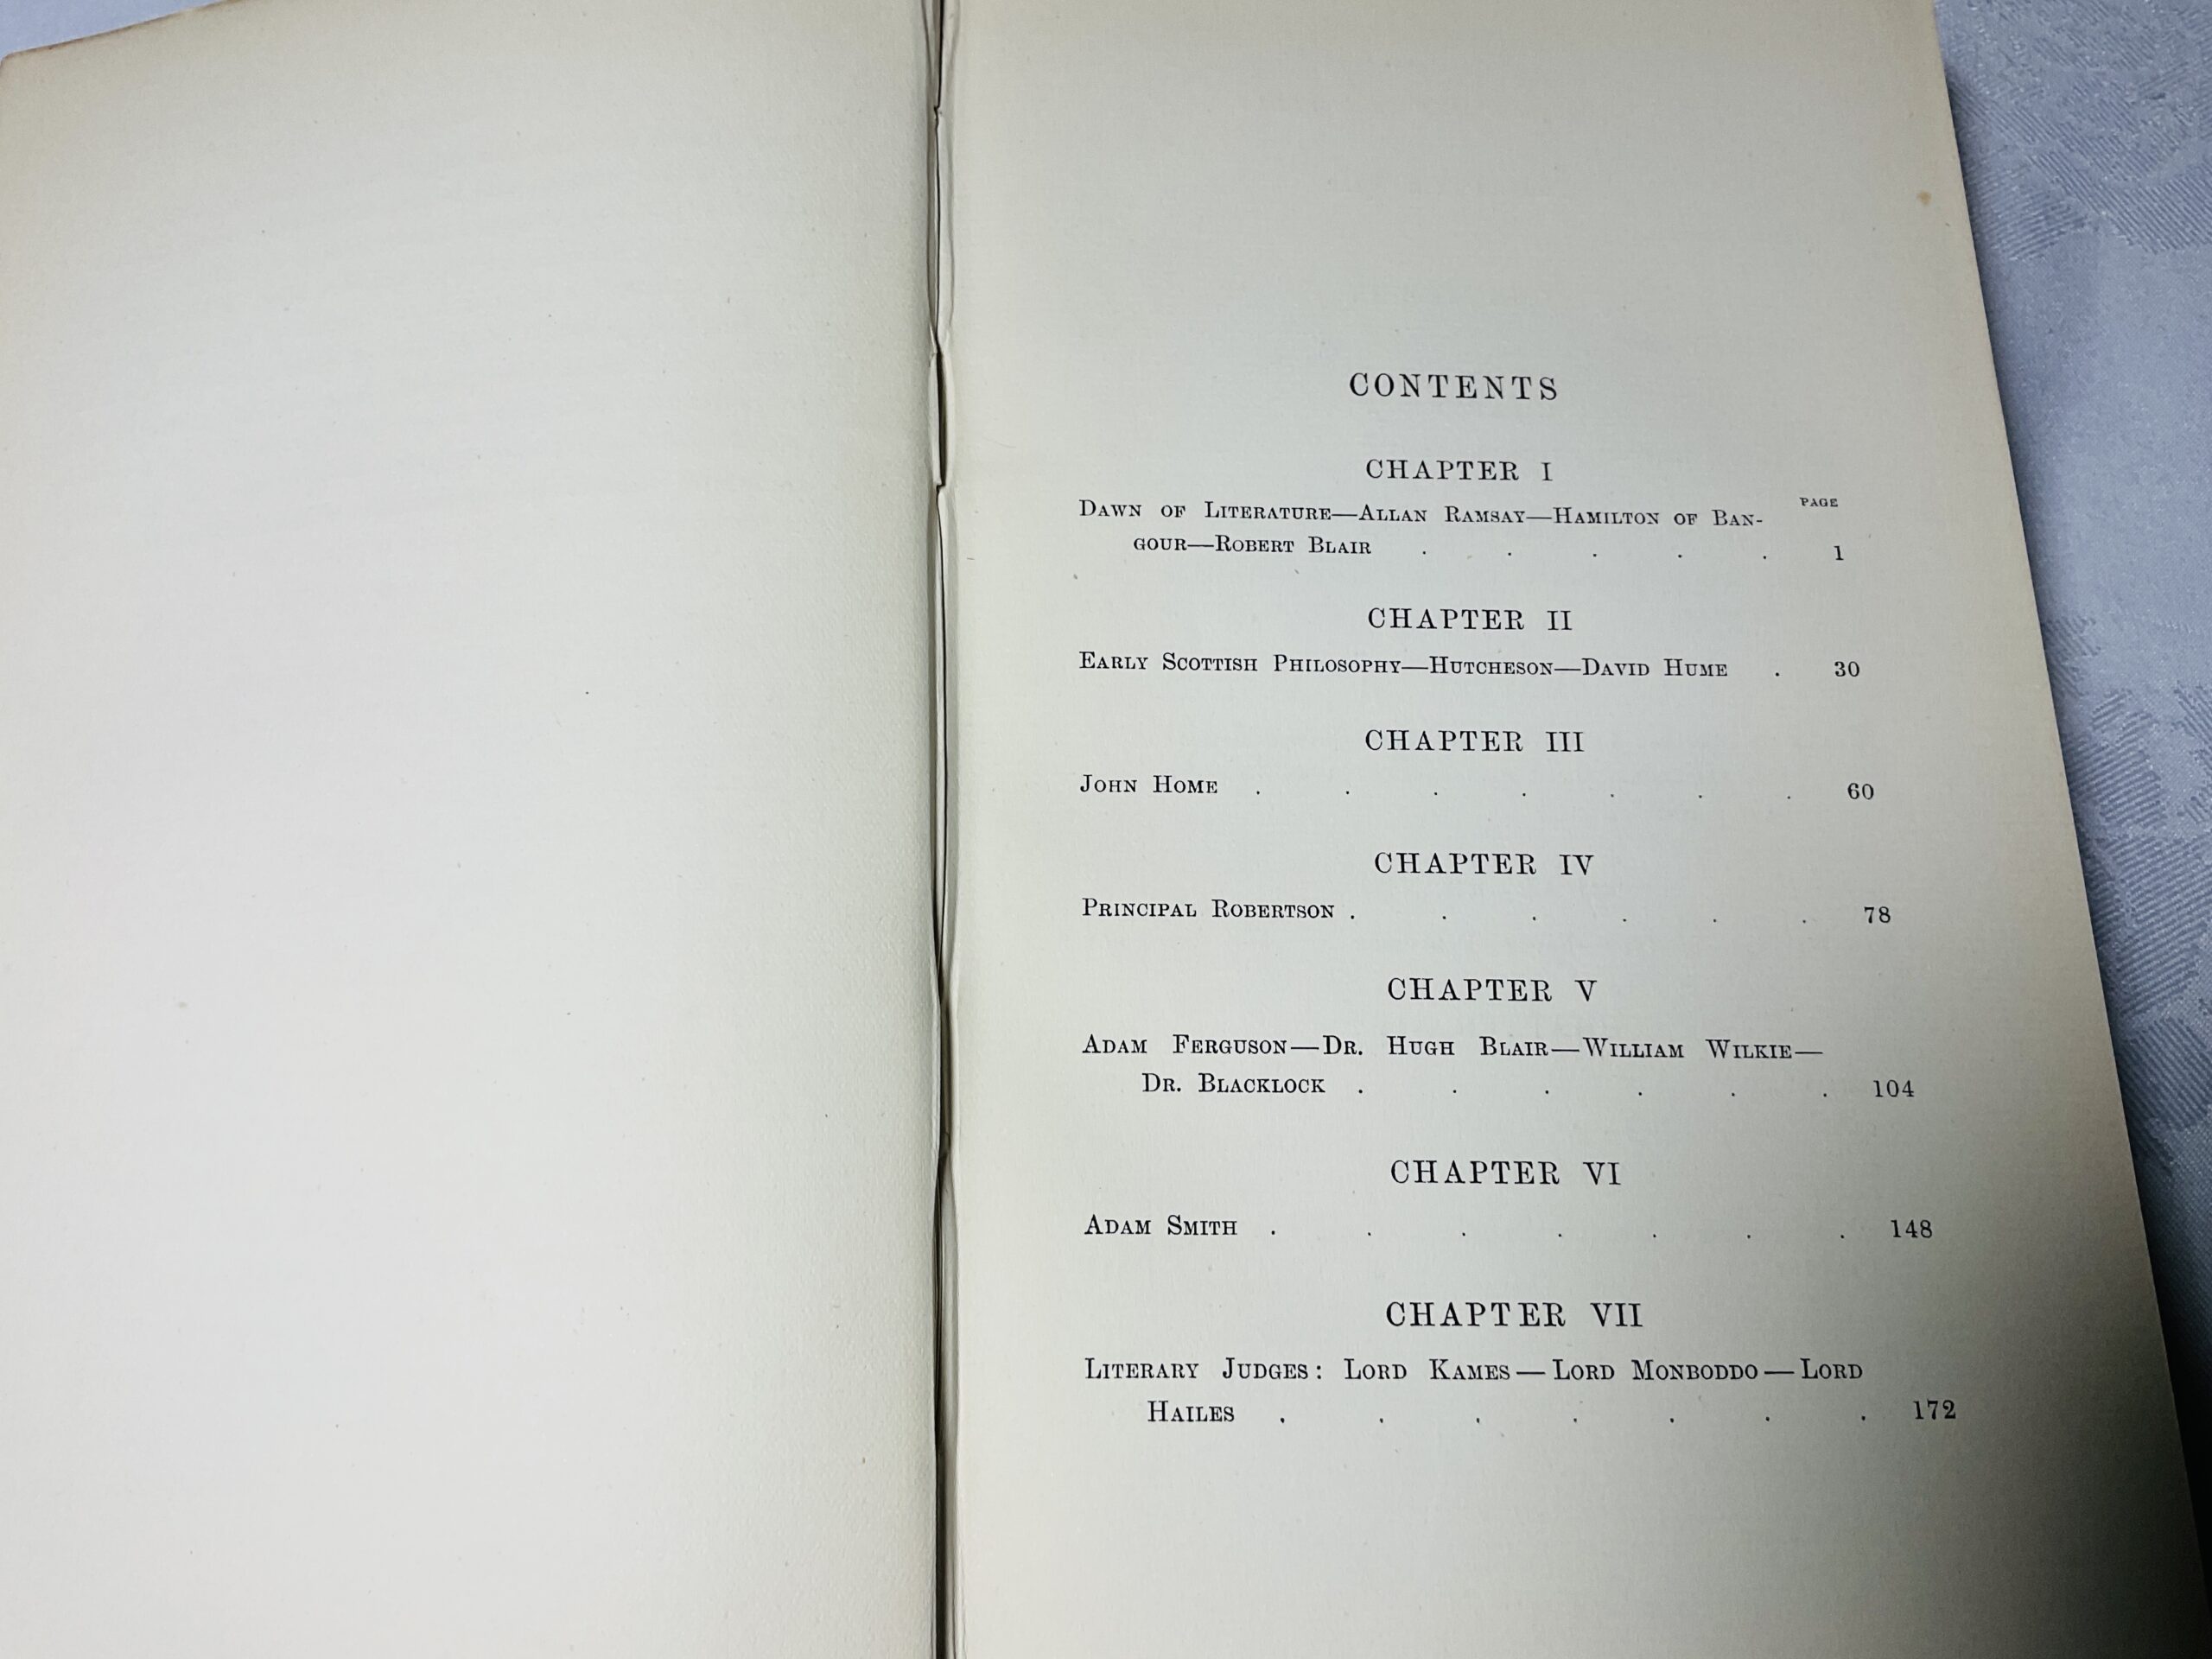 CONTENTS
CHAPTER I
PAGE
Dawn of Literature—Allan Ramsay—Hamilton of Ban-
gour—Robert Blair . . . . . 1
CHAPTER II
Early Scottish Philosophy—Hutcheson—David Hume . 30
CHAPTER III
John Home . . . . . . . 60
CHAPTER IV
Principal Robertson . . . . . . 78
CHAPTER V
Adam Ferguson—Dr. Hugh Blair—William Wilkie—
Dr. Blacklock . . . . . . 104
CHAPTER VI
Adam Smith . . . . . . . 148
CHAPTER VII
Literary Judges: Lord Kames—Lord Monboddo—Lord
Hailes . . . . . . . 172